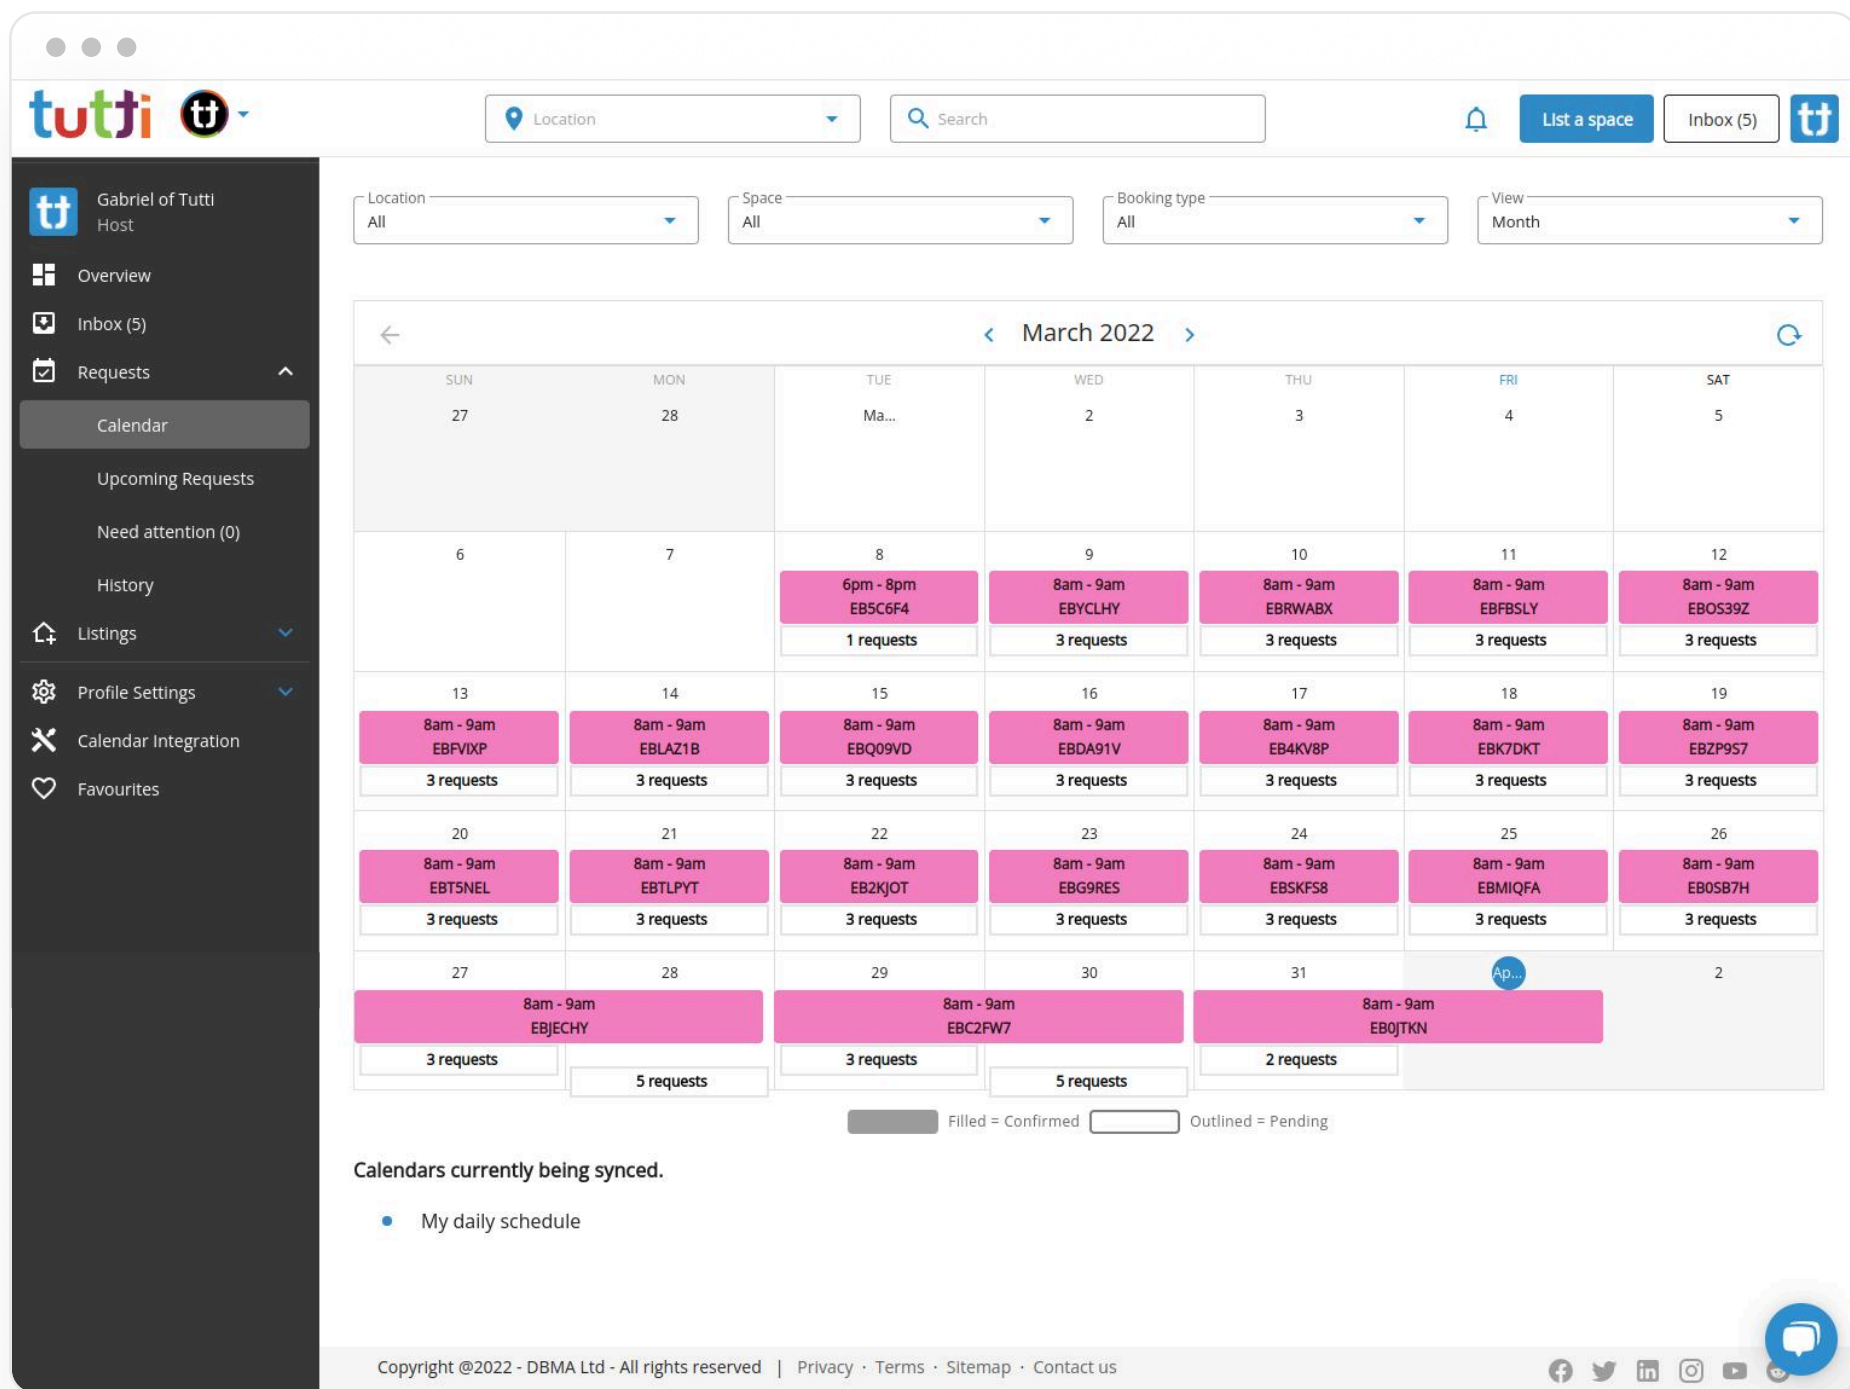 tutti
Location
Search
List a space
Inbox (5)
Gabriel of Tutti
Host
Overview
Inbox (5)
Requests
Calendar
Upcoming Requests
Need attention (0)
History
Listings
Profile Settings
Calendar Integration
Favourites
Location
All
Space
All
Booking type
All
View
Month
March 2022
SUN MON TUE WED THU FRI SAT
27 28 Ma... 2 3 4 5
6 7 8 9 10 11 12
6pm - 8pm 8am - 9am 8am - 9am 8am - 9am 8am - 9am
EB5C6F4 EBYCLHY EBRWABX EBFBSLY EBOS39Z
1 requests 3 requests 3 requests 3 requests 3 requests
13 14 15 16 17 18 19
8am - 9am 8am - 9am 8am - 9am 8am - 9am 8am - 9am 8am - 9am 8am - 9am
EBFVIXP EBLAZ1B EBQ09VD EBDA91V EB4KV8P EBK7DKT EBZP9S7
3 requests 3 requests 3 requests 3 requests 3 requests 3 requests 3 requests
20 21 22 23 24 25 26
8am - 9am 8am - 9am 8am - 9am 8am - 9am 8am - 9am 8am - 9am 8am - 9am
EBT5NEL EBTLPYT EB2KJOT EBG9RES EBSKFS8 EBMIQFA EB0SB7H
3 requests 3 requests 3 requests 3 requests 3 requests 3 requests 3 requests
27 28 29 30 31 Ap... 2
8am - 9am 8am - 9am 8am - 9am
EBJECHY EBC2FW7 EB0JTKN
3 requests 3 requests 2 requests
5 requests 5 requests
Filled = Confirmed Outlined = Pending
Calendars currently being synced.
My daily schedule
Copyright @2022 - DBMA Ltd - All rights reserved | Privacy · Terms · Sitemap · Contact us